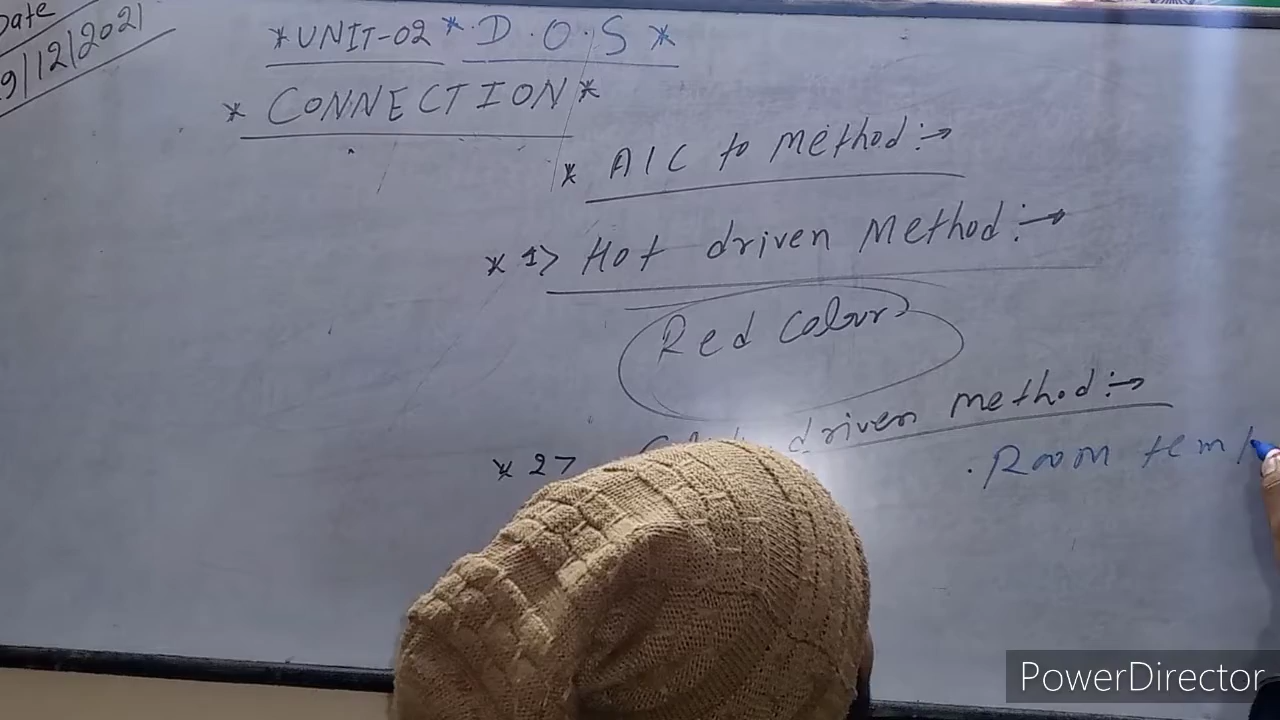 Date
9/12/2021
*UNIT-02 * D.O.S *
* CONNECTION *
* A/C to Method :→
* 1> Hot driven Method :→
Red Colour
* 2> driven method :→
. Room temp
PowerDirector